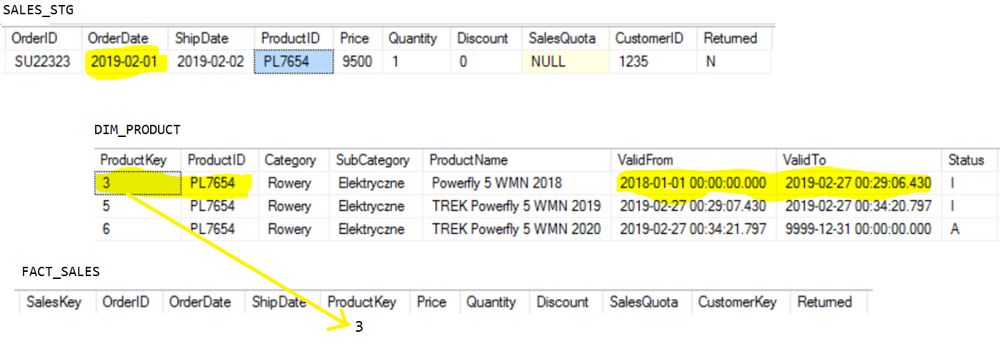 SALES_STG
OrderID OrderDate ShipDate ProductID Price Quantity Discount SalesQuota CustomerID Returned
SU22323 2019-02-01 2019-02-02 PL7654 9500 1 0 NULL 1235 N
DIM_PRODUCT
ProductKey ProductID Category SubCategory ProductName ValidFrom ValidTo Status
3 PL7654 Rowery Elektryczne Powerfly 5 WMN 2018 2018-01-01 00:00:00.000 2019-02-27 00:29:06.430 I
5 PL7654 Rowery Elektryczne TREK Powerfly 5 WMN 2019 2019-02-27 00:29:07.430 2019-02-27 00:34:20.797 I
6 PL7654 Rowery Elektryczne TREK Powerfly 5 WMN 2020 2019-02-27 00:34:21.797 9999-12-31 00:00:00.000 A
FACT_SALES
SalesKey OrderID OrderDate ShipDate ProductKey Price Quantity Discount SalesQuota CustomerKey Returned
3